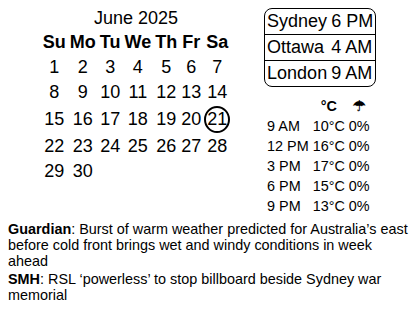 June 2025
Su Mo Tu We Th Fr Sa
1 2 3 4 5 6 7
8 9 10 11 12 13 14
15 16 17 18 19 20 21
22 23 24 25 26 27 28
29 30
Sydney 6 PM
Ottawa 4 AM
London 9 AM
°C ☂
9 AM 10°C 0%
12 PM 16°C 0%
3 PM 17°C 0%
6 PM 15°C 0%
9 PM 13°C 0%
Guardian: Burst of warm weather predicted for Australia’s east
before cold front brings wet and windy conditions in week
ahead
SMH: RSL ‘powerless’ to stop billboard beside Sydney war
memorial